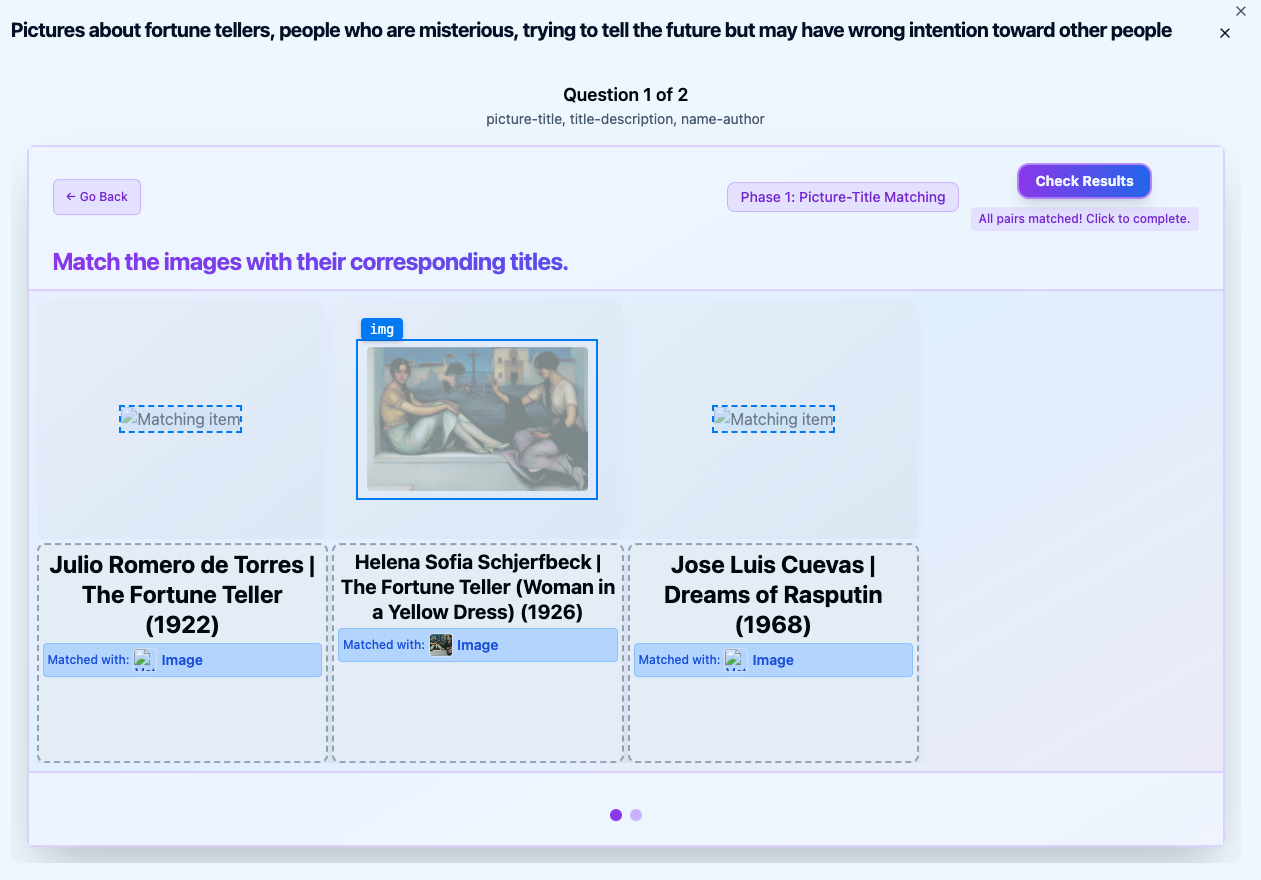 Pictures about fortune tellers, people who are misterious, trying to tell the future but may have wrong intention toward other people
Question 1 of 2
picture-title, title-description, name-author
← Go Back
Phase 1: Picture-Title Matching
Check Results
All pairs matched! Click to complete.
Match the images with their corresponding titles.
img
Matching item
Matching item
Julio Romero de Torres |
The Fortune Teller
(1922)
Matched with: Image
Helena Sofia Schjerfbeck |
The Fortune Teller (Woman in
a Yellow Dress) (1926)
Matched with: Image
Jose Luis Cuevas |
Dreams of Rasputin
(1968)
Matched with: Image